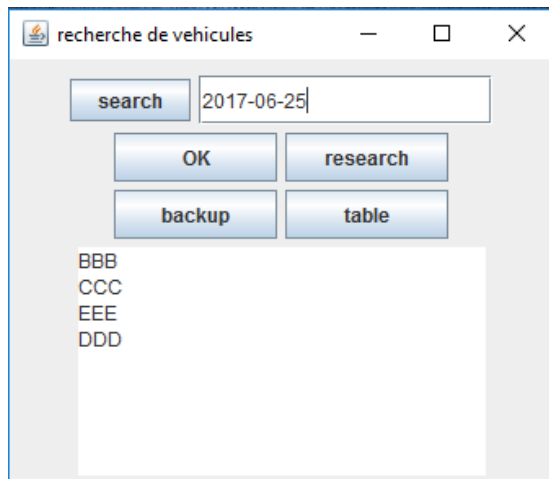 recherche de vehicules
search 2017-06-25
OK research
backup table
BBB
CCC
EEE
DDD